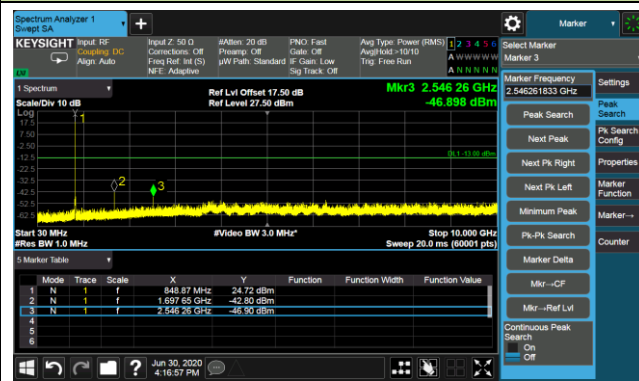 Spectrum Analyzer 1
Swept SA
Marker
KEYSIGHT
Input: RF
Coupling: DC
Align: Auto
Input Z: 50 Ω
Corrections: Off
Freq Ref: Int (S)
NFE: Adaptive
#Atten: 20 dB
Preamp: Off
µW Path: Standard
PNO: Fast
Gate: Off
IF Gain: Low
Sig Track: Off
Avg Type: Power (RMS)
Avg|Hold:>10/10
Trig: Free Run
1 2 3 4 5 6
A W W W W W
A N N N N N
Select Marker
Marker 3
LXI
1 Spectrum
Scale/Div 10 dB
Ref Lvl Offset 17.50 dB
Ref Level 27.50 dBm
Mkr3 2.546 26 GHz
-46.898 dBm
Log
17.5
7.50
-2.50
-12.5
-22.5
-32.5
-42.5
-52.5
-62.5
1
2
3
DL1 -13.00 dBm
Start 30 MHz
#Res BW 1.0 MHz
#Video BW 3.0 MHz*
Stop 10.000 GHz
Sweep 20.0 ms (60001 pts)
5 Marker Table
Mode Trace Scale X Y Function Function Width Function Value
1 N 1 f 848.87 MHz 24.72 dBm
2 N 1 f 1.697 65 GHz -42.80 dBm
3 N 1 f 2.546 26 GHz -46.90 dBm
4
5
6
Marker Frequency
2.546261833 GHz
Peak Search
Next Peak
Next Pk Right
Next Pk Left
Minimum Peak
Pk-Pk Search
Marker Delta
Mkr→CF
Mkr→Ref Lvl
Continuous Peak
Search
On
Off
Settings
Peak
Search
Pk Search
Config
Properties
Marker
Function
Marker→
Counter
?
Jun 30, 2020
4:16:57 PM